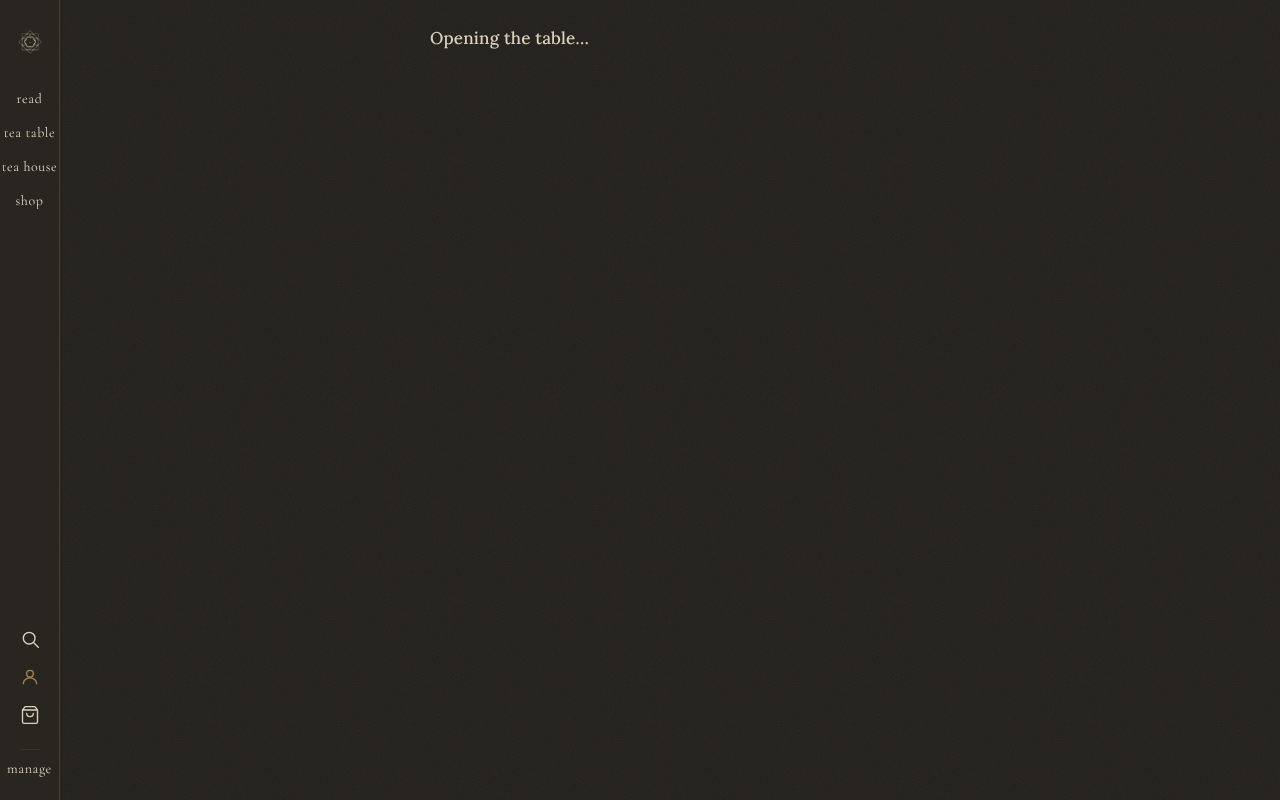 Opening the table...
read
tea table
tea house
shop
manage